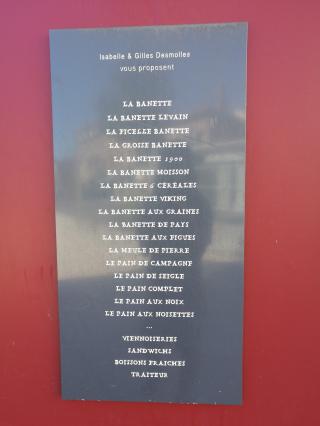 Isabelle & Gilles Desmolles
vous proposent
LA BANETTE
LA BANETTE LEVAIN
LA FICELLE BANETTE
LA GROSSE BANETTE
LA BANETTE 1900
LA BANETTE MOISSON
LA BANETTE 6 CÉRÉALES
LA BANETTE VIKING
LA BANETTE AUX GRAINES
LA BANETTE DE PAYS
LA BANETTE AUX FIGUES
LA MEULE DE PIERRE
LE PAIN DE CAMPAGNE
LE PAIN DE SEIGLE
LE PAIN COMPLET
LE PAIN AUX NOIX
LE PAIN AUX NOISETTES
...
VIENNOISERIES
SANDWICHS
BOISSONS FRAICHES
TRAITEUR